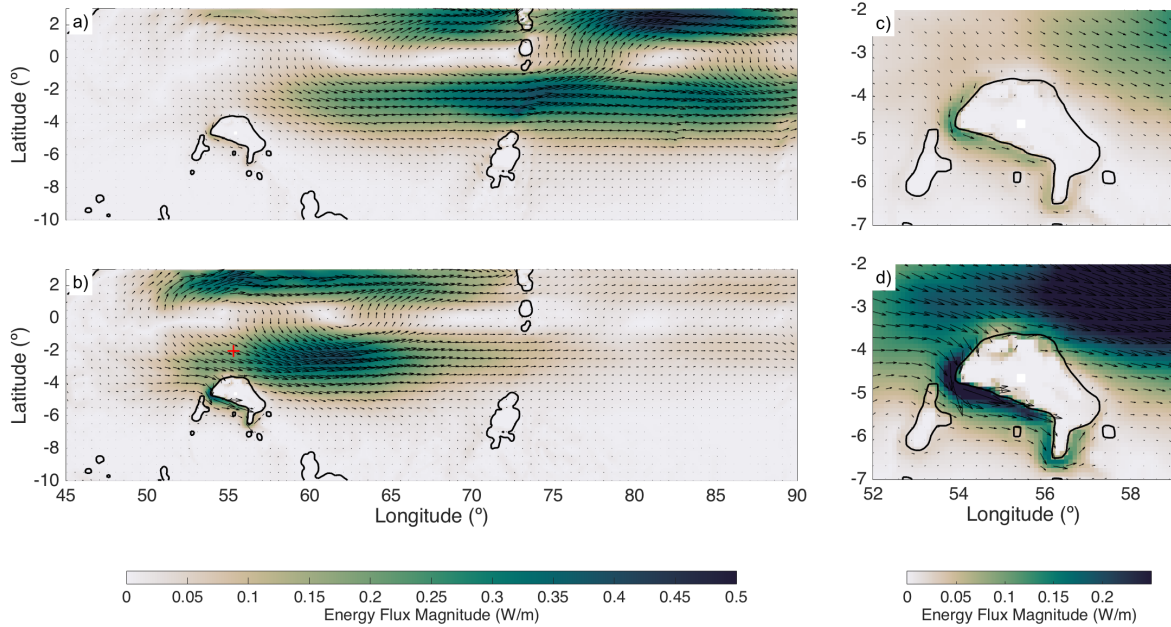 a)
2
0
-2
-4
-6
-8
-10
Latitude (º)
c)
-2
-3
-4
-5
-6
-7
b)
2
0
-2
-4
-6
-8
-10
Latitude (º)
45 50 55 60 65 70 75 80 85 90
Longitude (º)
d)
-2
-3
-4
-5
-6
-7
52 54 56 58
Longitude (º)
0 0.05 0.1 0.15 0.2 0.25 0.3 0.35 0.4 0.45 0.5
Energy Flux Magnitude (W/m)
0 0.05 0.1 0.15 0.2
Energy Flux Magnitude (W/m)